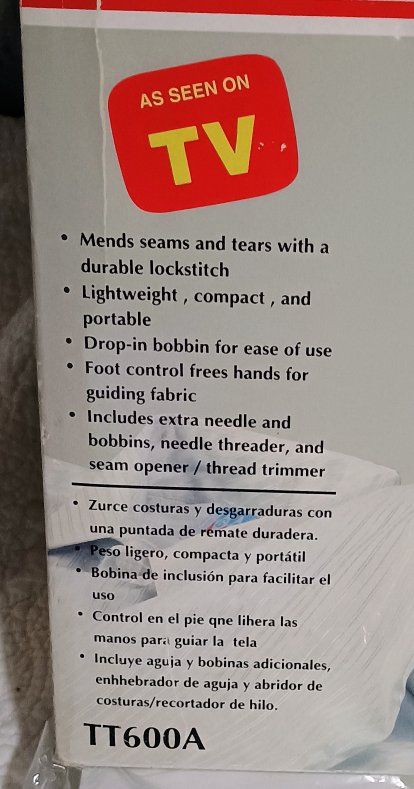 AS SEEN ON
TV
• Mends seams and tears with a
durable lockstitch
• Lightweight , compact , and
portable
• Drop-in bobbin for ease of use
• Foot control frees hands for
guiding fabric
• Includes extra needle and
bobbins, needle threader, and
seam opener / thread trimmer
• Zurce costuras y desgarraduras con
una puntada de remate duradera.
• Peso ligero, compacta y portátil
• Bobina de inclusión para facilitar el
uso
• Control en el pie qne lihera las
manos para guiar la tela
• Incluye aguja y bobinas adicionales,
enhhebrador de aguja y abridor de
costuras/recortador de hilo.
TT600A